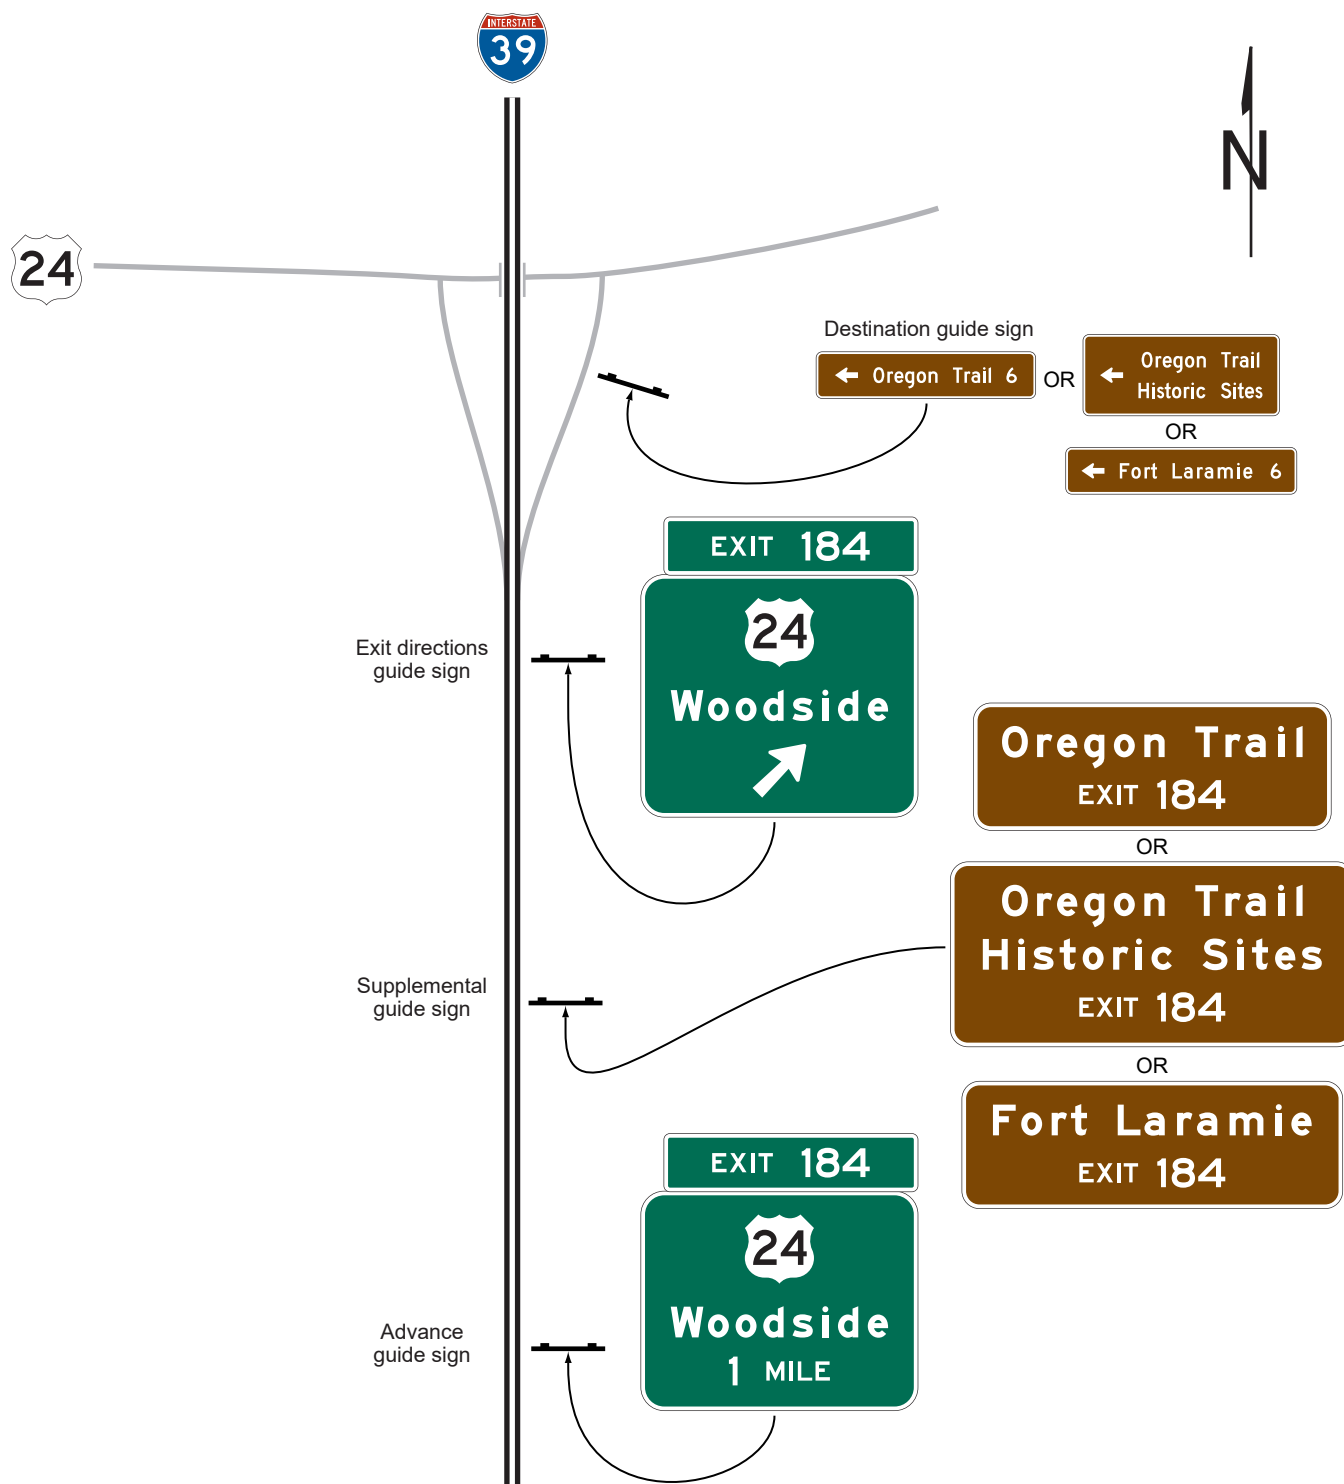 INTERSTATE
39
N
24
Destination guide sign
← Oregon Trail 6
OR
← Oregon Trail
Historic Sites
OR
← Fort Laramie 6
EXIT 184
24
Woodside
Exit directions
guide sign
Oregon Trail
EXIT 184
OR
Oregon Trail
Historic Sites
EXIT 184
Supplemental
guide sign
OR
Fort Laramie
EXIT 184
EXIT 184
24
Woodside
1 MILE
Advance
guide sign